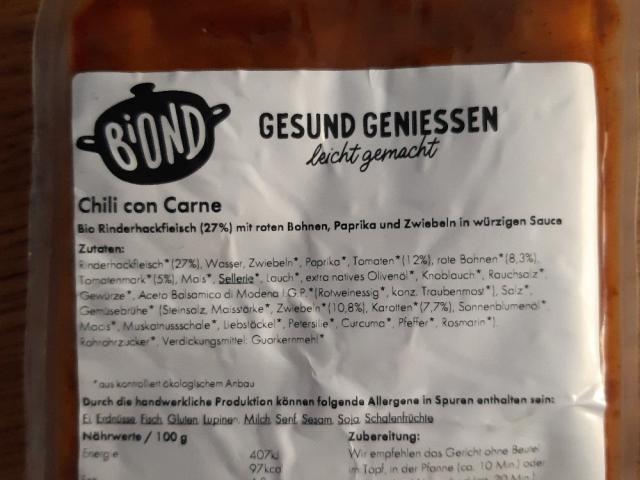 BiOND
GESUND GENIESSEN
leicht gemacht
Chili con Carne
Bio Rinderhackfleisch (27%) mit roten Bohnen, Paprika und Zwiebeln in würziger Sauce
Zutaten:
Rinderhackfleisch*(27%), Wasser, Zwiebeln*, Paprika*, Tomaten*(12%), rote Bohnen*(8,3%),
Tomatenmark*(5%), Mais*, Sellerie*, Lauch*, extra natives Olivenöl*, Knoblauch*, Rauchsalz*,
Gewürze*, Aceto Balsamico di Modena I.G.P.*(Rotweinessig*, konz. Traubenmost*), Salz*,
Gemüsebrühe* (Steinsalz, Maisstärke*, Zwiebeln*(10,8%), Karotten*(7,7%), Sonnenblumenöl*,
Macis*, Muskatnussschale*, Liebstöckel*, Petersilie*, Curcuma*, Pfeffer*, Rosmarin*),
Rohrohrzucker*, Verdickungsmittel: Guarkernmehl*
*aus kontrolliert ökologischem Anbau
Durch die handwerkliche Produktion können folgende Allergene in Spuren enthalten sein:
Ei, Erdnüsse, Fisch, Gluten, Lupinen, Milch, Senf, Sesam, Soja, Schalenfrüchte
Nährwerte / 100 g
Energie 407kJ
97kcal
Zubereitung:
Wir empfehlen das Gericht ohne Beutel
im Topf, in der Pfanne (ca. 10 Min.) oder